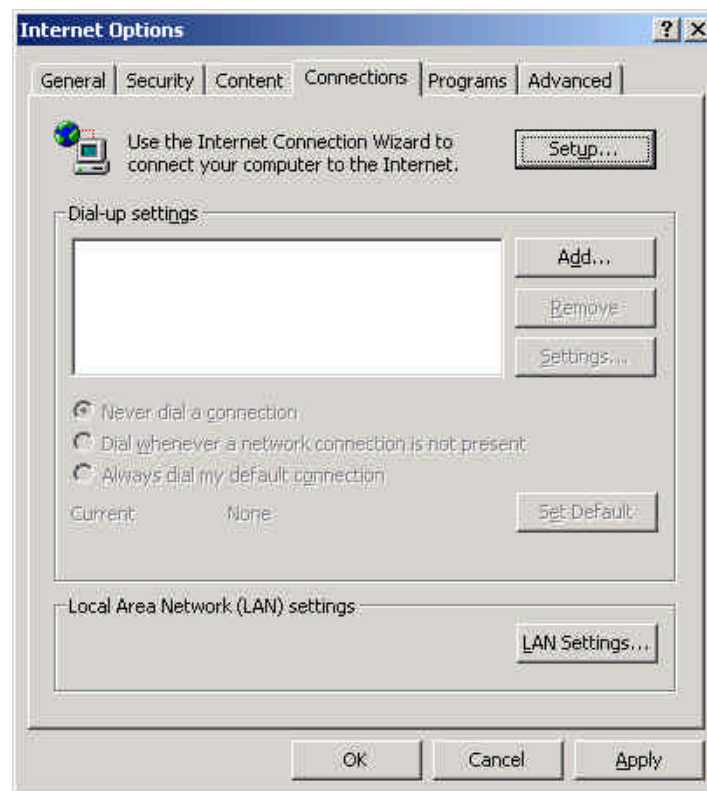 Internet Options
General Security Content Connections Programs Advanced
Use the Internet Connection Wizard to
connect your computer to the Internet.
Setup...
Dial-up settings
Add...
Remove
Settings...
Never dial a connection
Dial whenever a network connection is not present
Always dial my default connection
Current None
Set Default
Local Area Network (LAN) settings
LAN Settings...
OK Cancel Apply